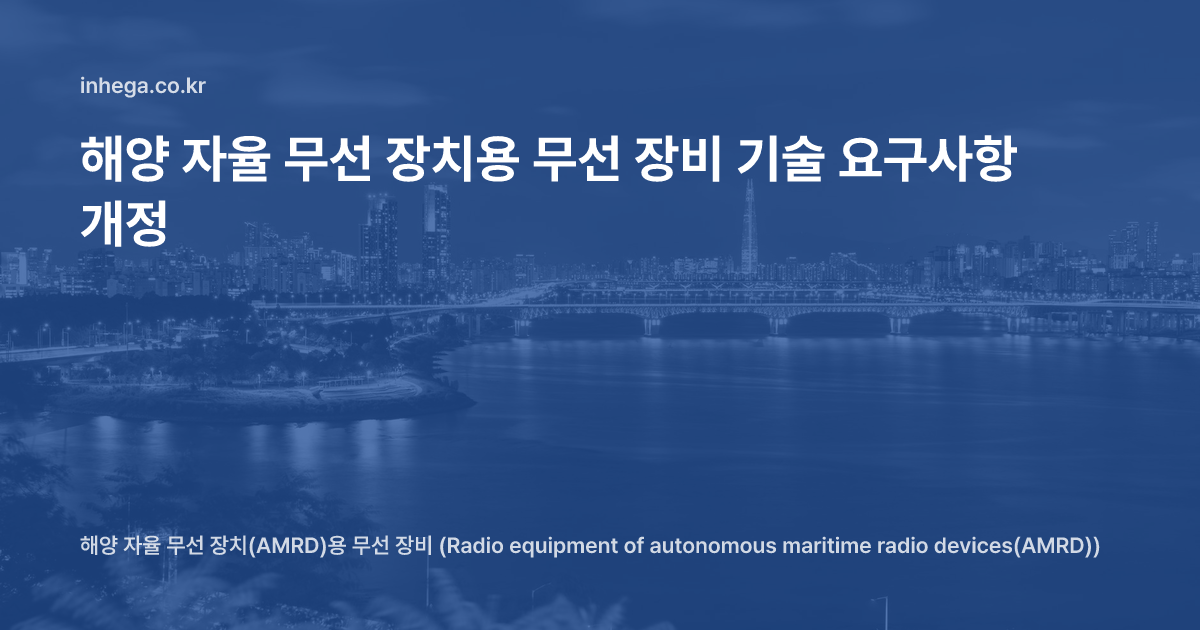 inhega.co.kr
해양 자율 무선 장치용 무선 장비 기술 요구사항
개정
해양 자율 무선 장치(AMRD)용 무선 장비 (Radio equipment of autonomous maritime radio devices(AMRD))